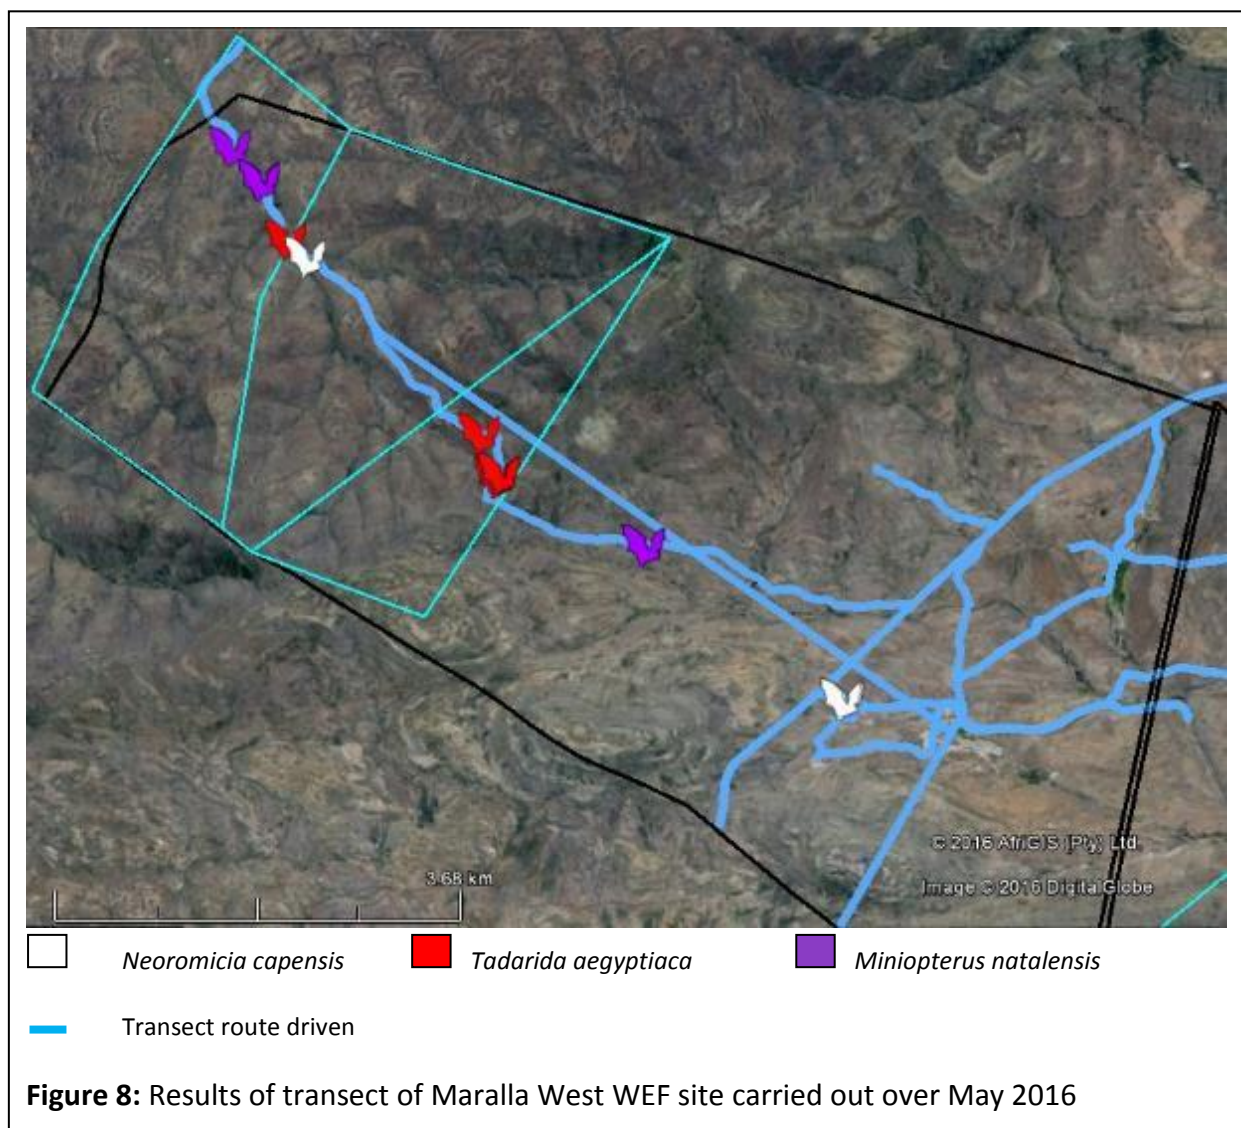 3.68 km
© 2016 AfriGIS (Pty) Ltd.
Image © 2016 DigitalGlobe
Neoromicia capensis Tadarida aegyptiaca Miniopterus natalensis
Transect route driven
Figure 8: Results of transect of Maralla West WEF site carried out over May 2016